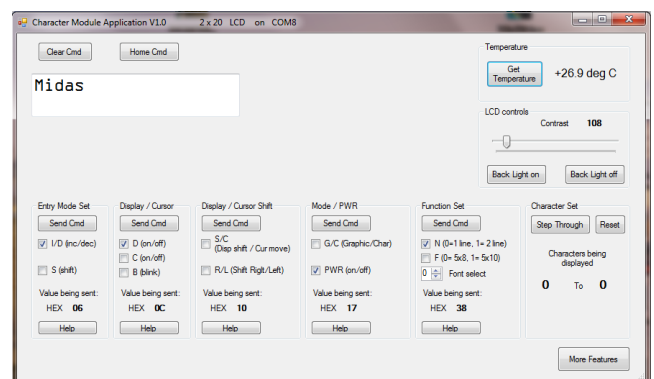 Character Module Application V1.0 2 x 20 LCD on COM8
Clear Cmd Home Cmd
Midas
Temperature
Get Temperature +26.9 deg C
LCD controls
Contrast 108
Back Light on Back Light off
Entry Mode Set
Send Cmd
I/D (inc/dec)
S (shift)
Value being sent:
HEX 06
Help
Display / Cursor
Send Cmd
D (on/off)
C (on/off)
B (blink)
Value being sent:
HEX 0C
Help
Display / Cursor Shift
Send Cmd
S/C
(Disp shift / Cur move)
R/L (Shift Rigt/Left)
Value being sent:
HEX 10
Help
Mode / PWR
Send Cmd
G/C (Graphic/Char)
PWR (on/off)
Value being sent:
HEX 17
Help
Function Set
Send Cmd
N (0=1 line, 1= 2 line)
F (0= 5x8, 1= 5x10)
0 Font select
Value being sent:
HEX 38
Help
Character Set
Step Through Reset
Characters being
displayed
0 To 0
More Features